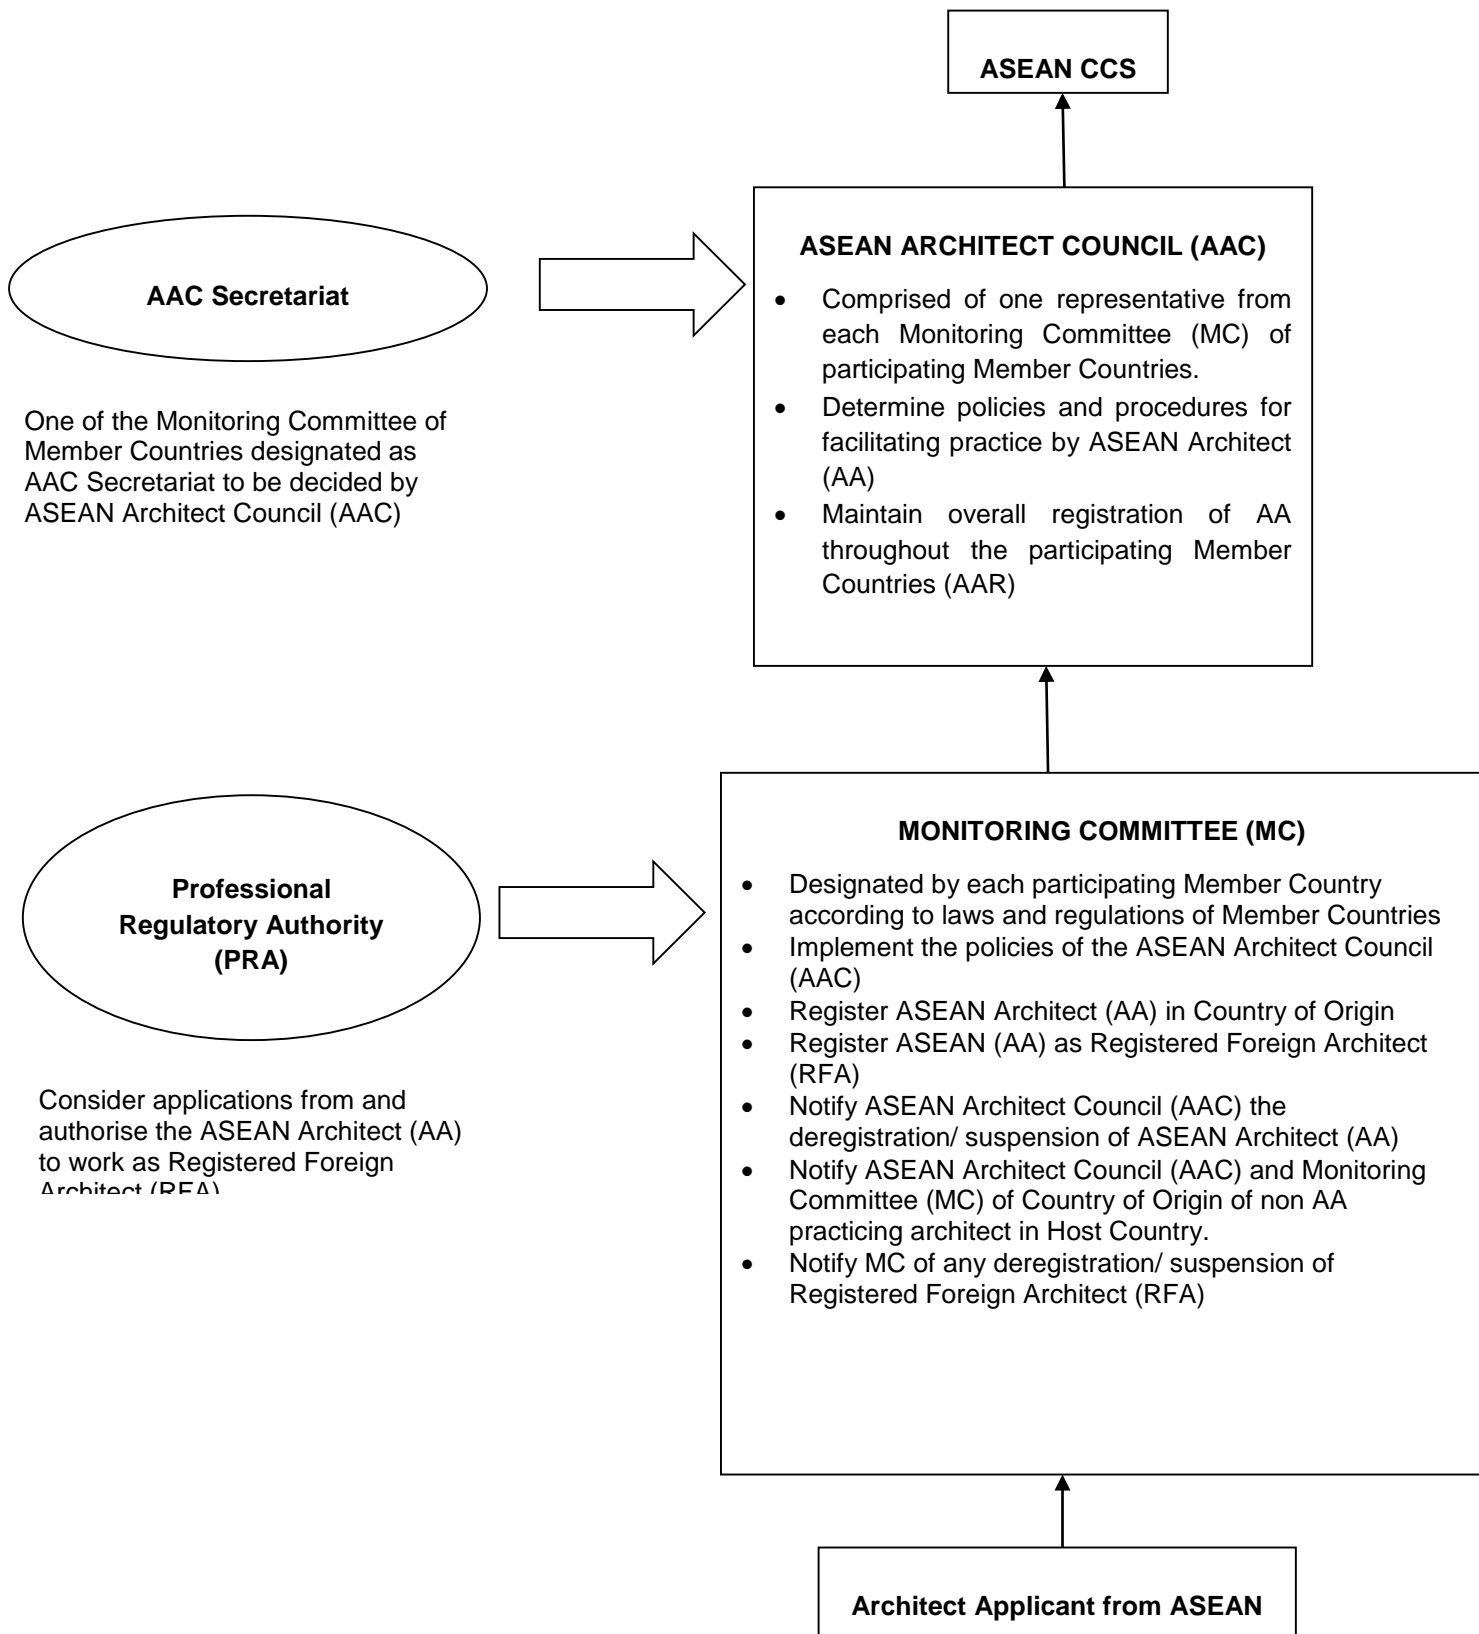 ASEAN CCS
AAC Secretariat
One of the Monitoring Committee of
Member Countries designated as
AAC Secretariat to be decided by
ASEAN Architect Council (AAC)
ASEAN ARCHITECT COUNCIL (AAC)
• Comprised of one representative from
each Monitoring Committee (MC) of
participating Member Countries.
• Determine policies and procedures for
facilitating practice by ASEAN Architect
(AA)
• Maintain overall registration of AA
throughout the participating Member
Countries (AAR)
Professional
Regulatory Authority
(PRA)
Consider applications from and
authorise the ASEAN Architect (AA)
to work as Registered Foreign
Architect (RFA)
MONITORING COMMITTEE (MC)
• Designated by each participating Member Country
according to laws and regulations of Member Countries
• Implement the policies of the ASEAN Architect Council
(AAC)
• Register ASEAN Architect (AA) in Country of Origin
• Register ASEAN (AA) as Registered Foreign Architect
(RFA)
• Notify ASEAN Architect Council (AAC) the
deregistration/ suspension of ASEAN Architect (AA)
• Notify ASEAN Architect Council (AAC) and Monitoring
Committee (MC) of Country of Origin of non AA
practicing architect in Host Country.
• Notify MC of any deregistration/ suspension of
Registered Foreign Architect (RFA)
Architect Applicant from ASEAN